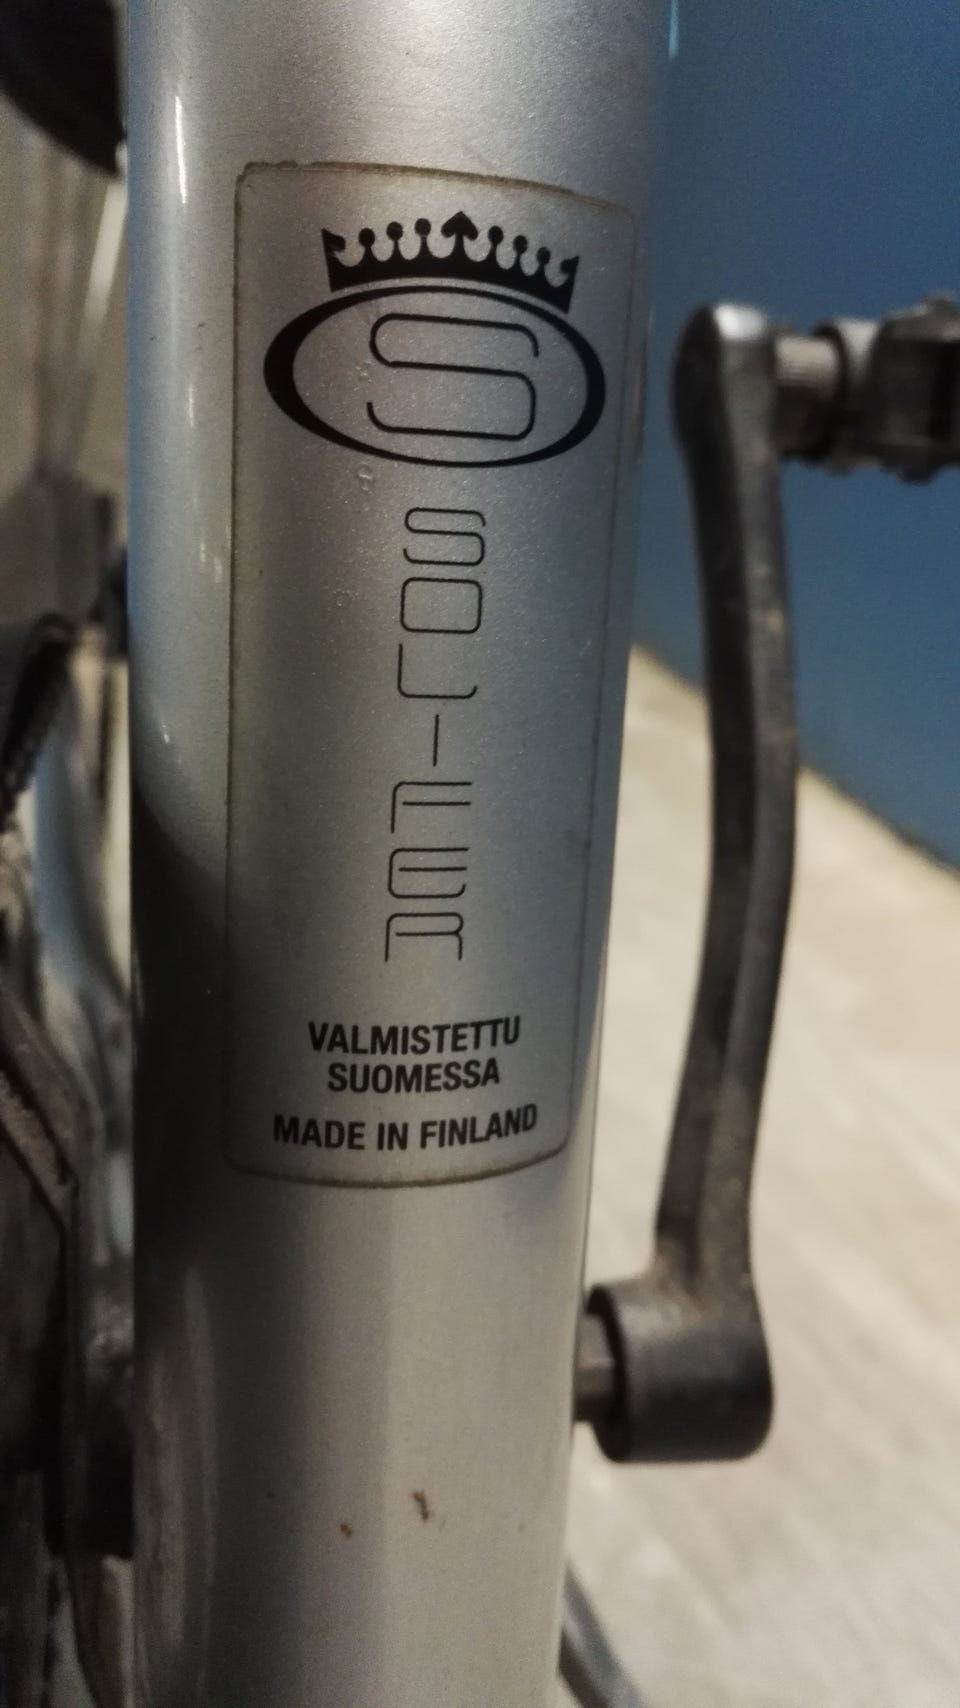 S
SOLIFER
VALMISTETTU
SUOMESSA
MADE IN FINLAND